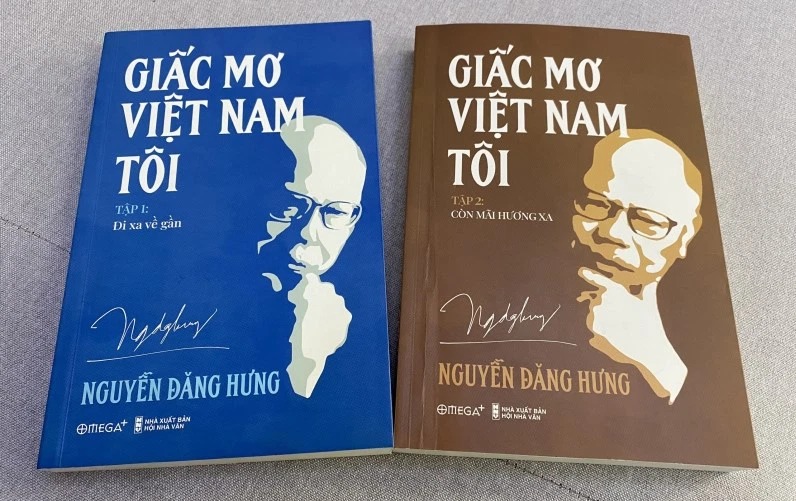 GIẤC MƠ
VIỆT NAM
TÔI
TẬP 1:
Đi xa về gần
NGUYỄN ĐĂNG HƯNG
OMEGA+
NHÀ XUẤT BẢN
HỘI NHÀ VĂN
GIẤC MƠ
VIỆT NAM
TÔI
TẬP 2:
CÒN MÃI HƯƠNG XA
NGUYỄN ĐĂNG HƯNG
OMEGA+
NHÀ XUẤT BẢN
HỘI NHÀ VĂN